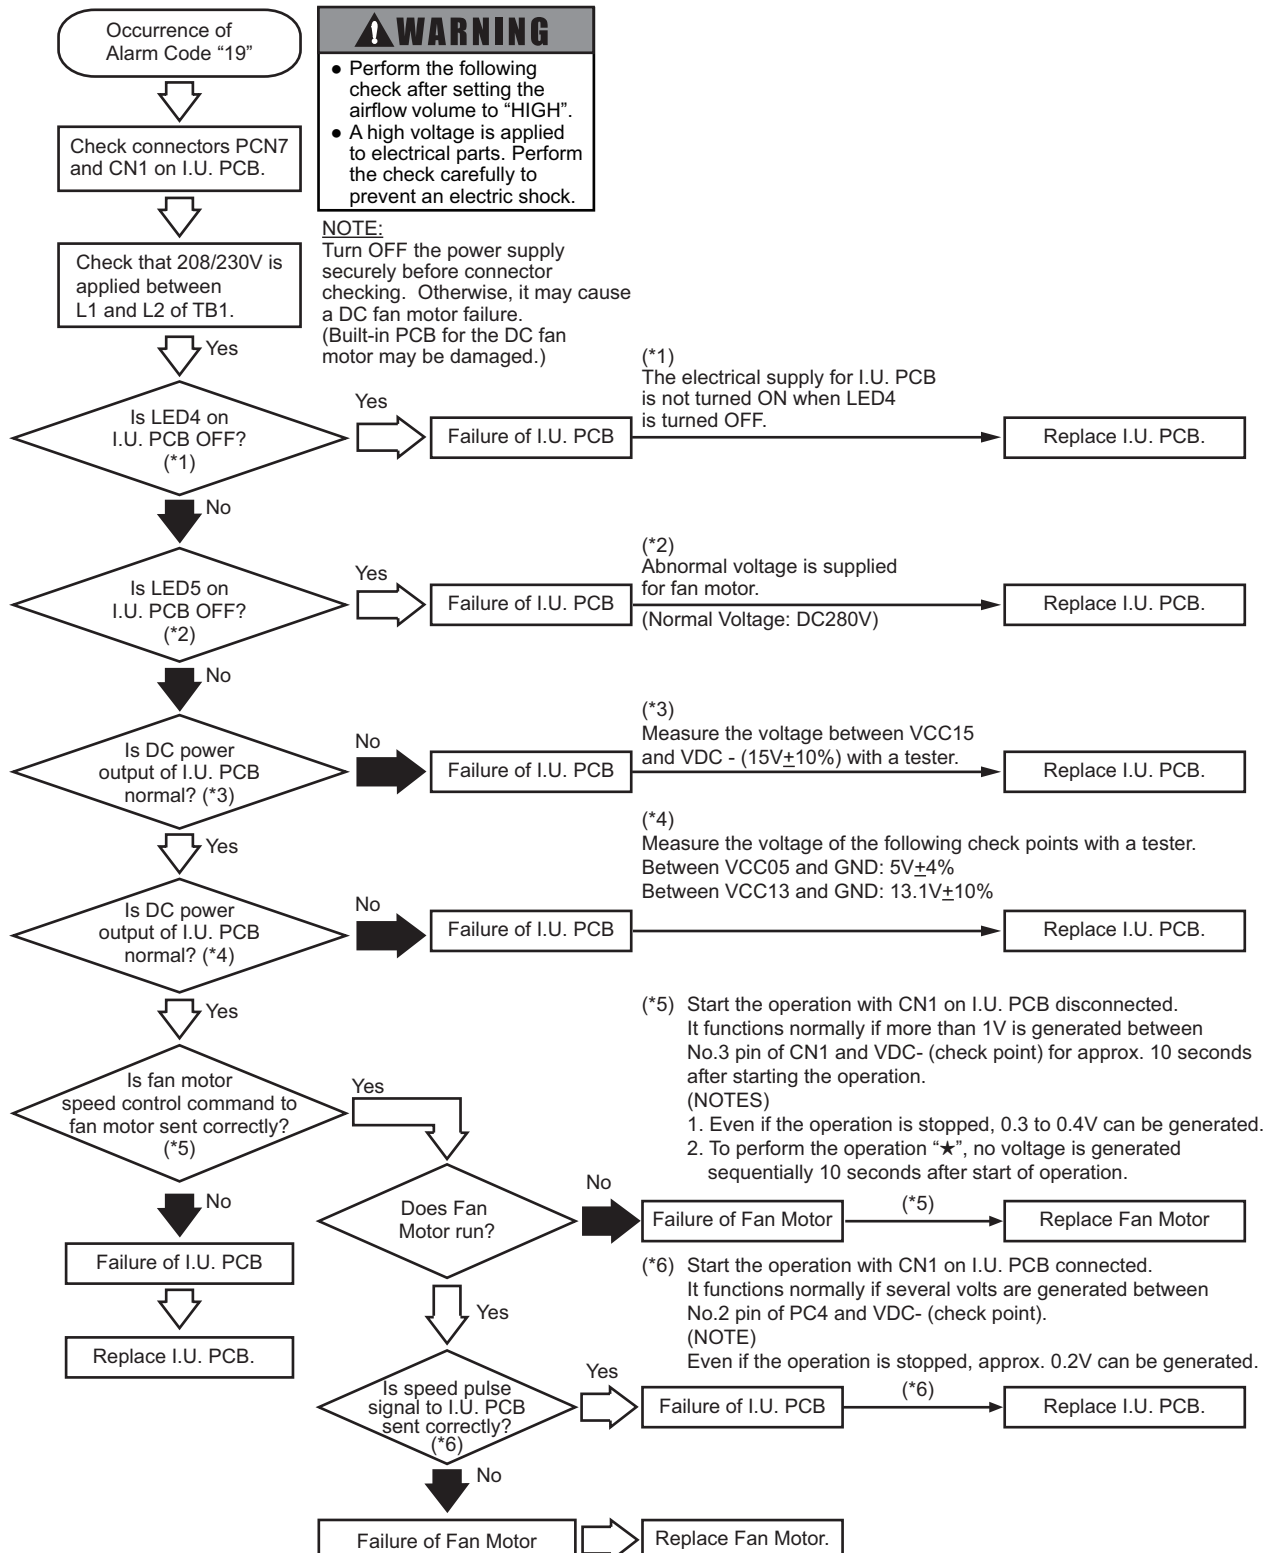 Occurrence of
Alarm Code “19”
WARNING
● Perform the following
check after setting the
airflow volume to “HIGH”.
● A high voltage is applied
to electrical parts. Perform
the check carefully to
prevent an electric shock.
Check connectors PCN7
and CN1 on I.U. PCB.
NOTE:
Turn OFF the power supply
securely before connector
checking. Otherwise, it may cause
a DC fan motor failure.
(Built-in PCB for the DC fan
motor may be damaged.)
Check that 208/230V is
applied between
L1 and L2 of TB1.
Yes
Is LED4 on
I.U. PCB OFF?
(*1)
Yes
Failure of I.U. PCB
(*1)
The electrical supply for I.U. PCB
is not turned ON when LED4
is turned OFF.
Replace I.U. PCB.
No
Is LED5 on
I.U. PCB OFF?
(*2)
Yes
Failure of I.U. PCB
(*2)
Abnormal voltage is supplied
for fan motor.
(Normal Voltage: DC280V)
Replace I.U. PCB.
No
Is DC power
output of I.U. PCB
normal? (*3)
No
Failure of I.U. PCB
(*3)
Measure the voltage between VCC15
and VDC - (15V±10%) with a tester.
Replace I.U. PCB.
Yes
(*4)
Measure the voltage of the following check points with a tester.
Between VCC05 and GND: 5V±4%
Between VCC13 and GND: 13.1V±10%
Is DC power
output of I.U. PCB
normal? (*4)
No
Failure of I.U. PCB
Replace I.U. PCB.
Yes
(*5) Start the operation with CN1 on I.U. PCB disconnected.
It functions normally if more than 1V is generated between
No.3 pin of CN1 and VDC- (check point) for approx. 10 seconds
after starting the operation.
(NOTES)
1. Even if the operation is stopped, 0.3 to 0.4V can be generated.
2. To perform the operation “★”, no voltage is generated
sequentially 10 seconds after start of operation.
Is fan motor
speed control command to
fan motor sent correctly?
(*5)
Yes
No
Failure of I.U. PCB
Replace I.U. PCB.
Does Fan
Motor run?
No
Failure of Fan Motor
(*5)
Replace Fan Motor
Yes
(*6) Start the operation with CN1 on I.U. PCB connected.
It functions normally if several volts are generated between
No.2 pin of PC4 and VDC- (check point).
(NOTE)
Even if the operation is stopped, approx. 0.2V can be generated.
Is speed pulse
signal to I.U. PCB
sent correctly?
(*6)
Yes
Failure of I.U. PCB
(*6)
Replace I.U. PCB.
No
Failure of Fan Motor
Replace Fan Motor.